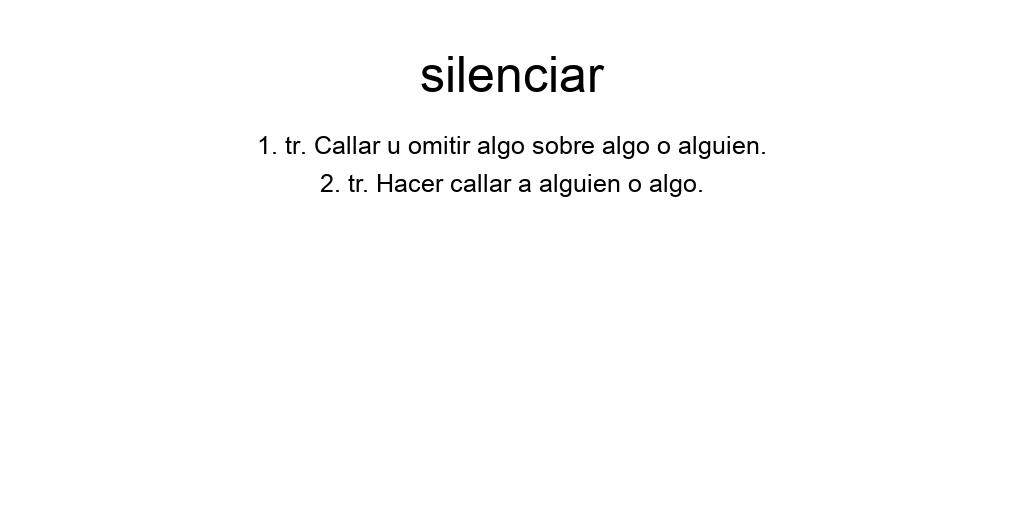 silenciar
1. tr. Callar u omitir algo sobre algo o alguien.
2. tr. Hacer callar a alguien o algo.